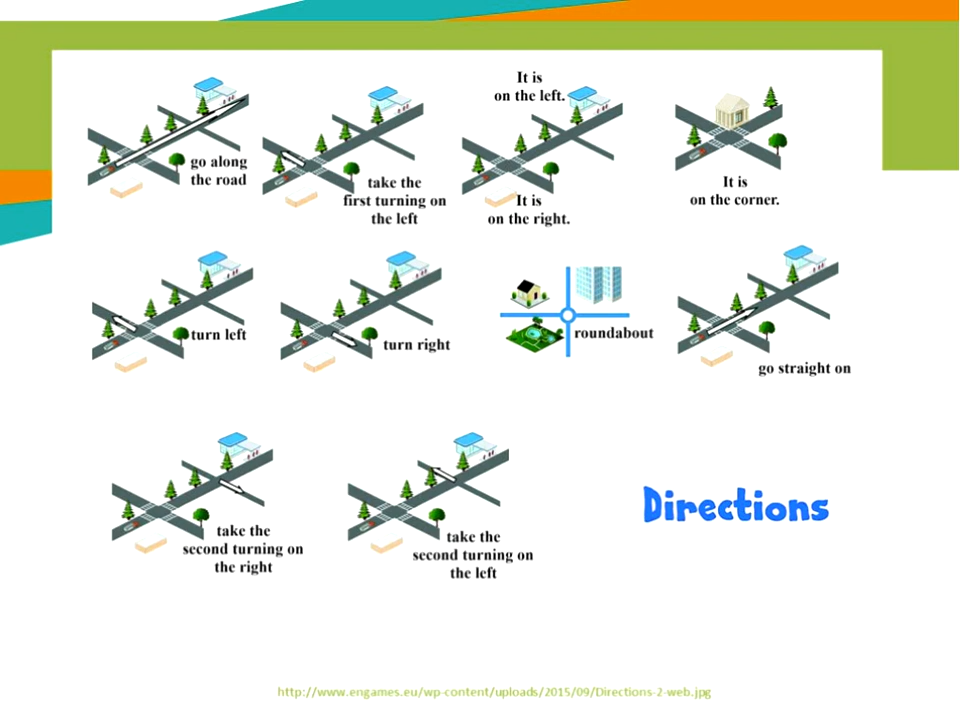 go along
the road
take the
first turning on
the left
It is
on the left.
It is
on the right.
It is
on the corner.
turn left
turn right
roundabout
go straight on
take the
second turning on
the right
take the
second turning on
the left
Directions
http://www.engames.eu/wp-content/uploads/2015/09/Directions-2-web.jpg